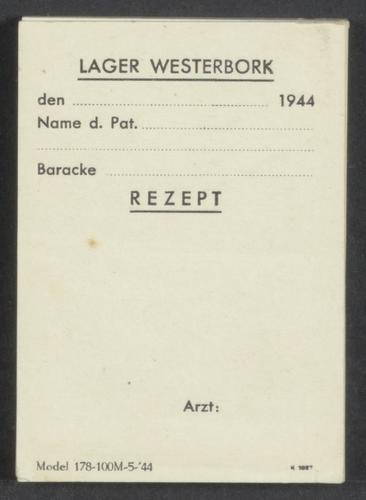 LAGER WESTERBORK
den ........................ 1944
Name d. Pat. ........................
Baracke ........................
REZEPT
Arzt:
Model 178-100M-5-'44